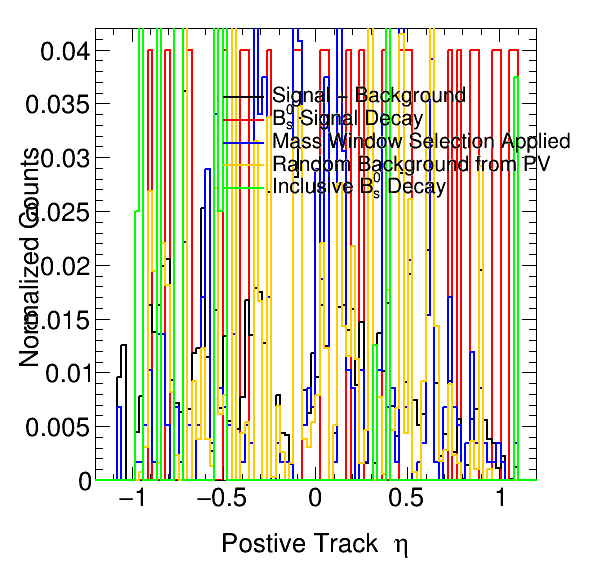 0.04
0.035
0.03
0.025
0.02
0.015
0.01
0.005
0
Normalized Counts
Signal – Background
B⁰ₛ Signal Decay
Mass Window Selection Applied
Random Background from PV
Inclusive B⁰ₛ Decay
−1 −0.5 0 0.5 1
Postive Track η